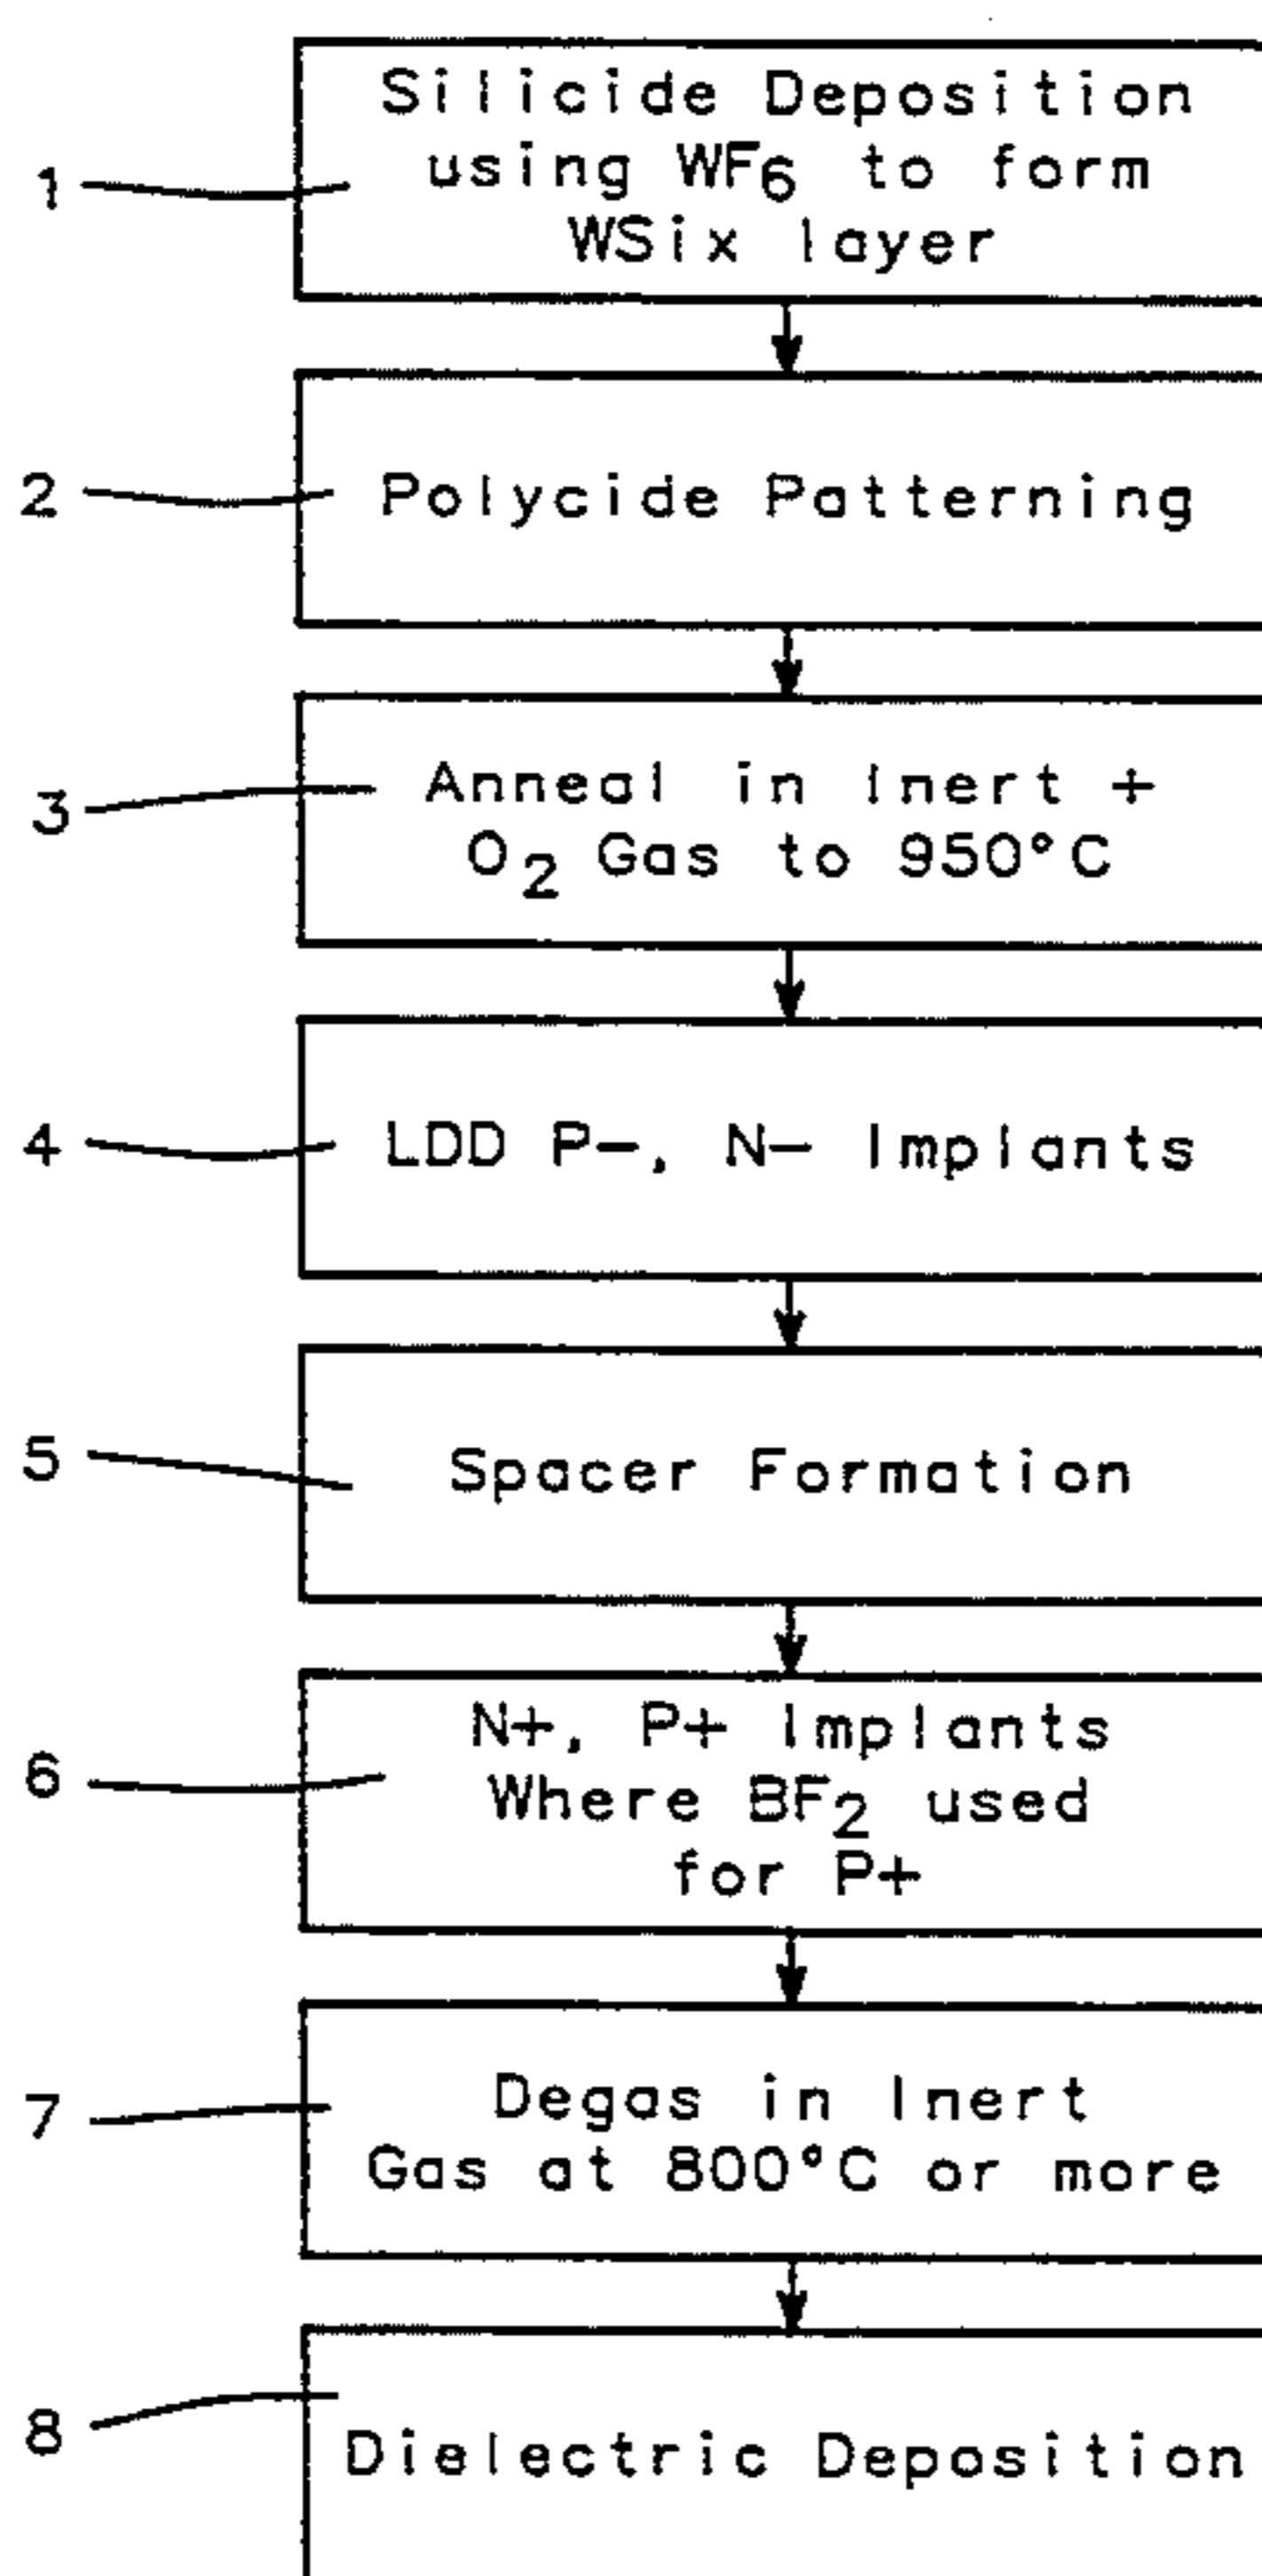 1
Silicide Deposition
using WF6 to form
WSix layer
2
Polycide Patterning
3
Anneal in Inert +
O2 Gas to 950°C
4
LDD P-, N- Implants
5
Spacer Formation
6
N+, P+ Implants
Where BF2 used
for P+
7
Degas in Inert
Gas at 800°C or more
8
Dielectric Deposition